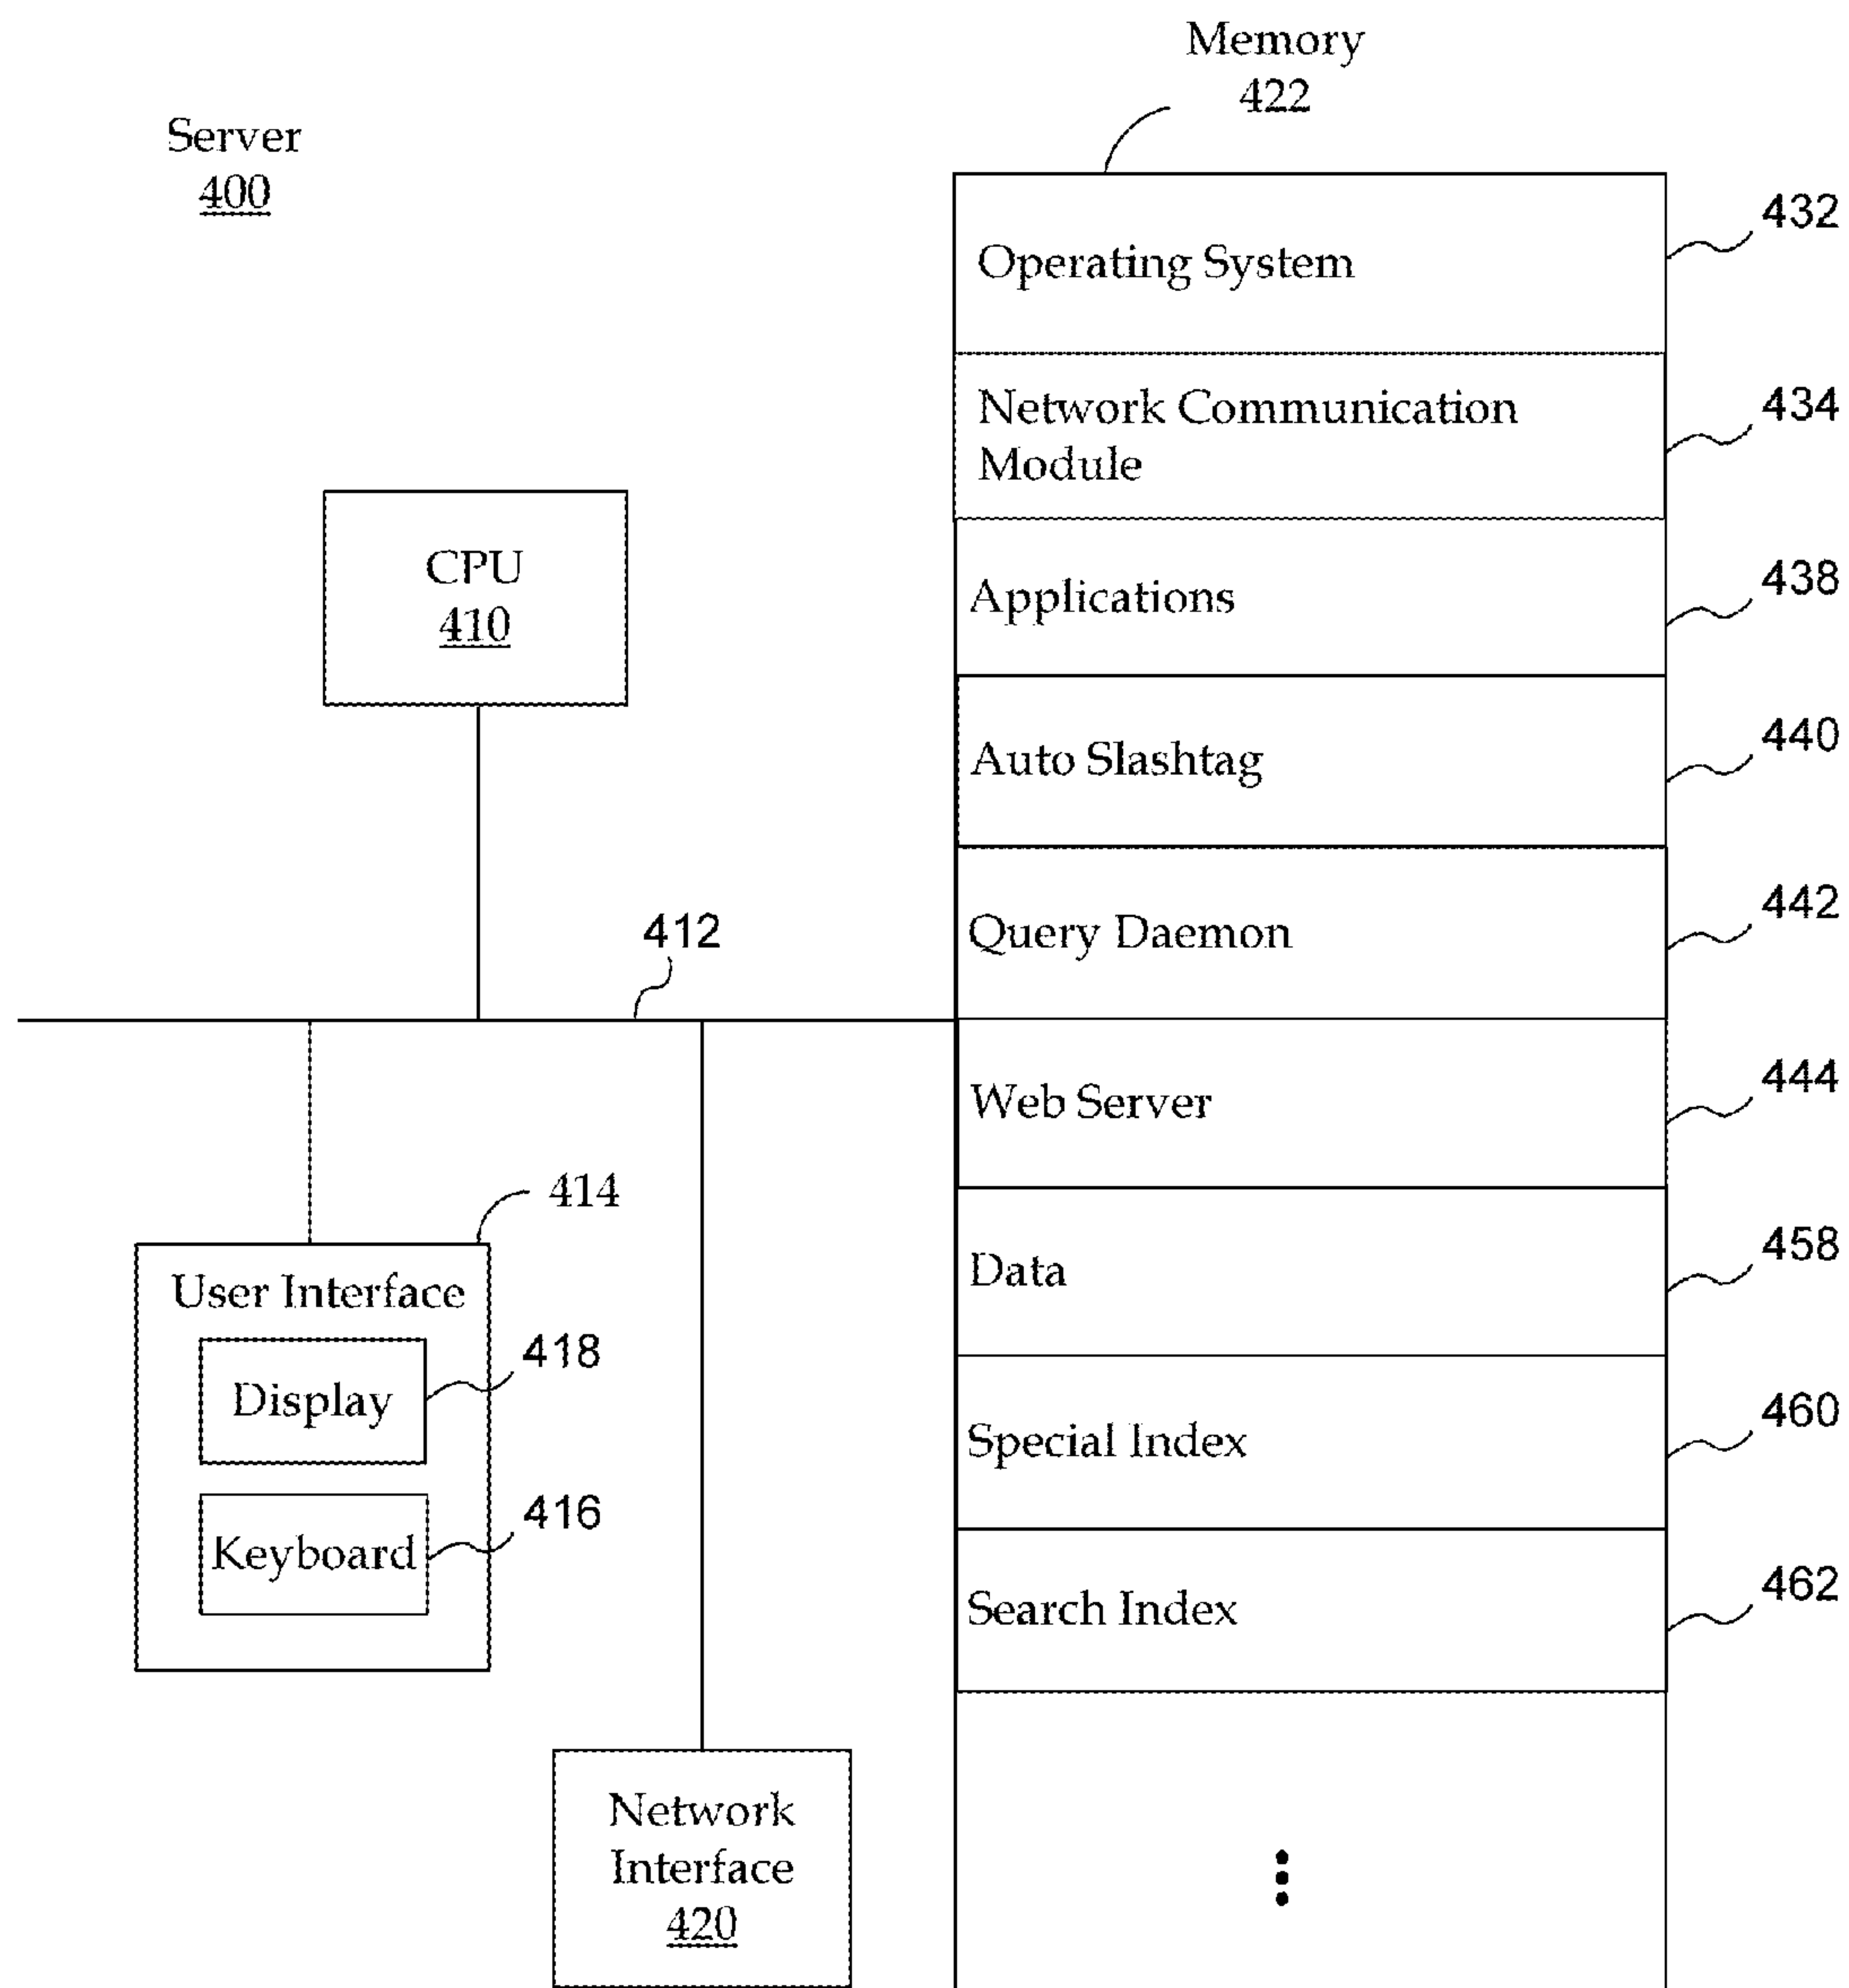 Memory
422
Server
400
Operating System
432
Network Communication
Module
434
CPU
410
Applications
438
Auto Slashtag
440
412
Query Daemon
442
Web Server
444
414
User Interface
Display
418
Keyboard
416
Data
458
Special Index
460
Search Index
462
Network
Interface
420